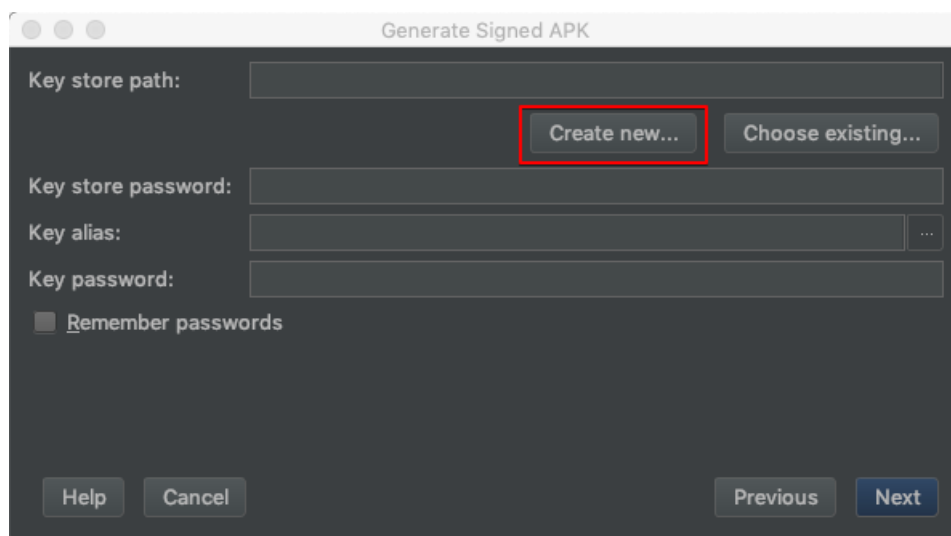 Generate Signed APK
Key store path:
Create new... Choose existing...
Key store password:
Key alias:
...
Key password:
Remember passwords
Help Cancel Previous Next